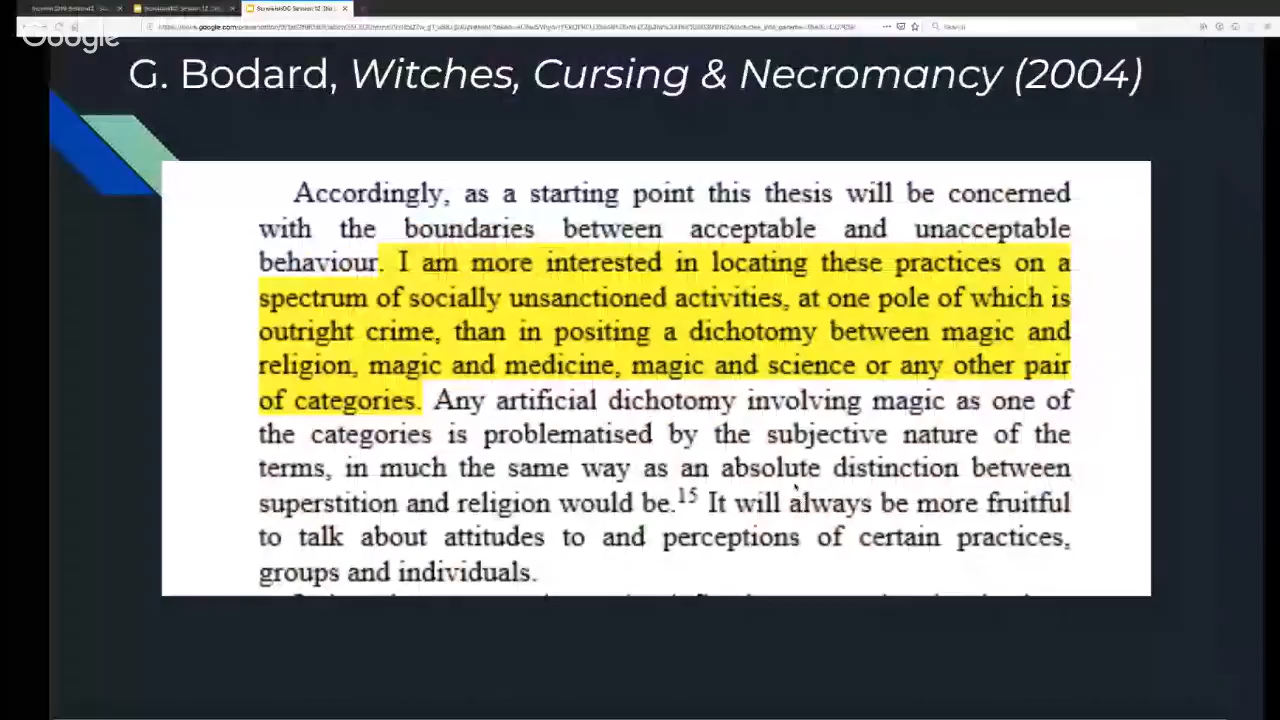 Google
G. Bodard, Witches, Cursing & Necromancy (2004)
Accordingly, as a starting point this thesis will be concerned
with the boundaries between acceptable and unacceptable
behaviour. I am more interested in locating these practices on a
spectrum of socially unsanctioned activities, at one pole of which is
outright crime, than in positing a dichotomy between magic and
religion, magic and medicine, magic and science or any other pair
of categories. Any artificial dichotomy involving magic as one of
the categories is problematised by the subjective nature of the
terms, in much the same way as an absolute distinction between
superstition and religion would be.15 It will always be more fruitful
to talk about attitudes to and perceptions of certain practices,
groups and individuals.